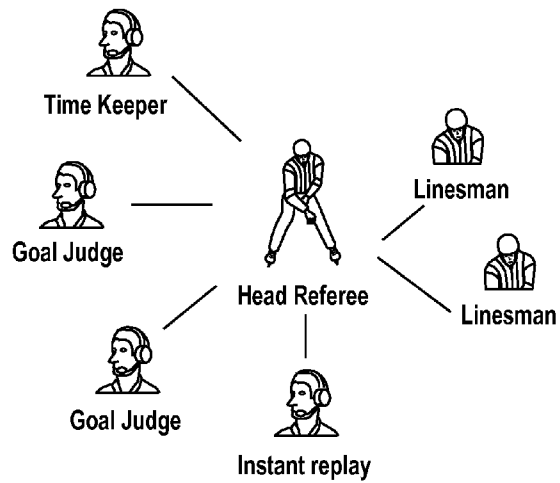 Time Keeper
Linesman
Goal Judge
Head Referee
Linesman
Goal Judge
Instant replay